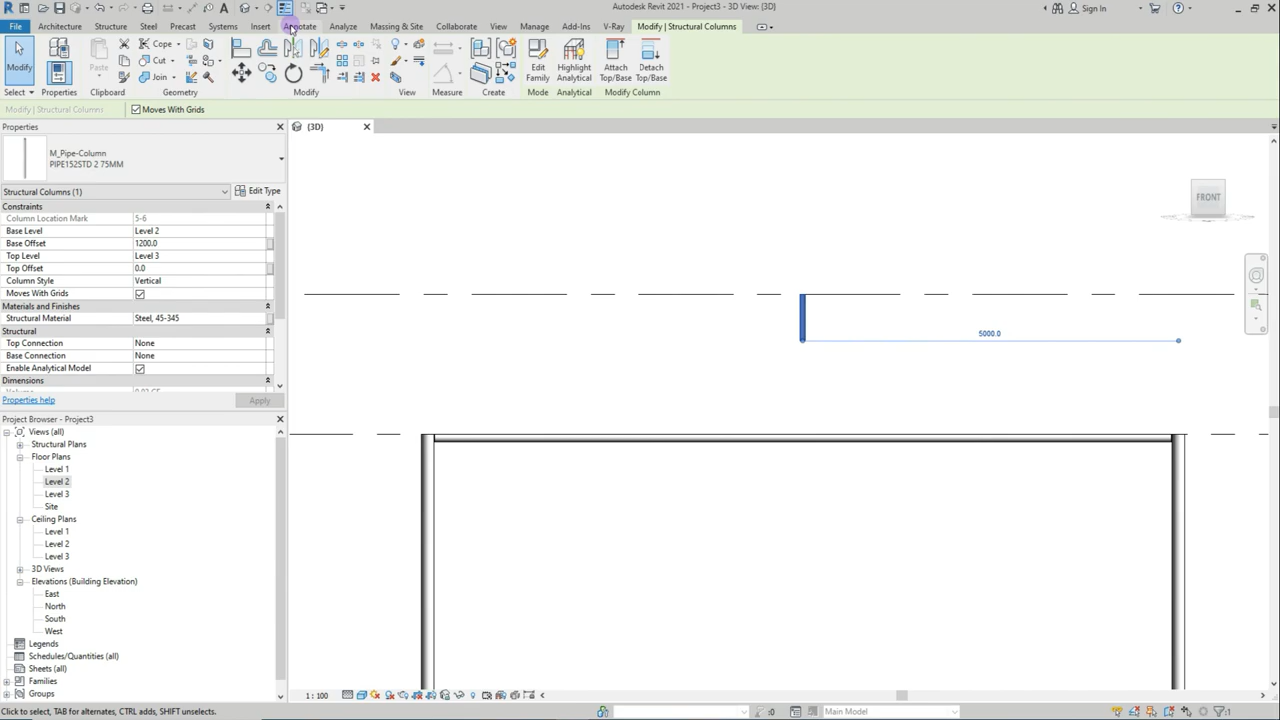 Autodesk Revit 2021 - Project3 - 3D View: {3D}
Sign In
File Architecture Structure Steel Precast Systems Insert Annotate Analyze Massing & Site Collaborate View Manage Add-Ins V-Ray Modify | Structural Columns
Modify
Select
Properties
Paste
Clipboard
Cope
Cut
Join
Geometry
Modify
View
Measure
Create
Edit
Family
Mode
Highlight
Analytical
Analytical
Attach
Top/Base
Detach
Top/Base
Modify Column
Modify | Structural Columns
Moves With Grids
Properties
M_Pipe-Column
PIPE152STD 2 75MM
Structural Columns (1)
Edit Type
Constraints
Column Location Mark 5-6
Base Level Level 2
Base Offset 1200.0
Top Level Level 3
Top Offset 0.0
Column Style Vertical
Moves With Grids
Materials and Finishes
Structural Material Steel, 45-345
Structural
Top Connection None
Base Connection None
Enable Analytical Model
Dimensions
Properties help
Apply
{3D}
FRONT
5000.0
Project Browser - Project3
Views (all)
Structural Plans
Floor Plans
Level 1
Level 2
Level 3
Site
Ceiling Plans
Level 1
Level 2
Level 3
3D Views
Elevations (Building Elevation)
East
North
South
West
Legends
Schedules/Quantities (all)
Sheets (all)
Families
Groups
1 : 100
Click to select, TAB for alternates, CTRL adds, SHIFT unselects.
:0
Main Model
:1